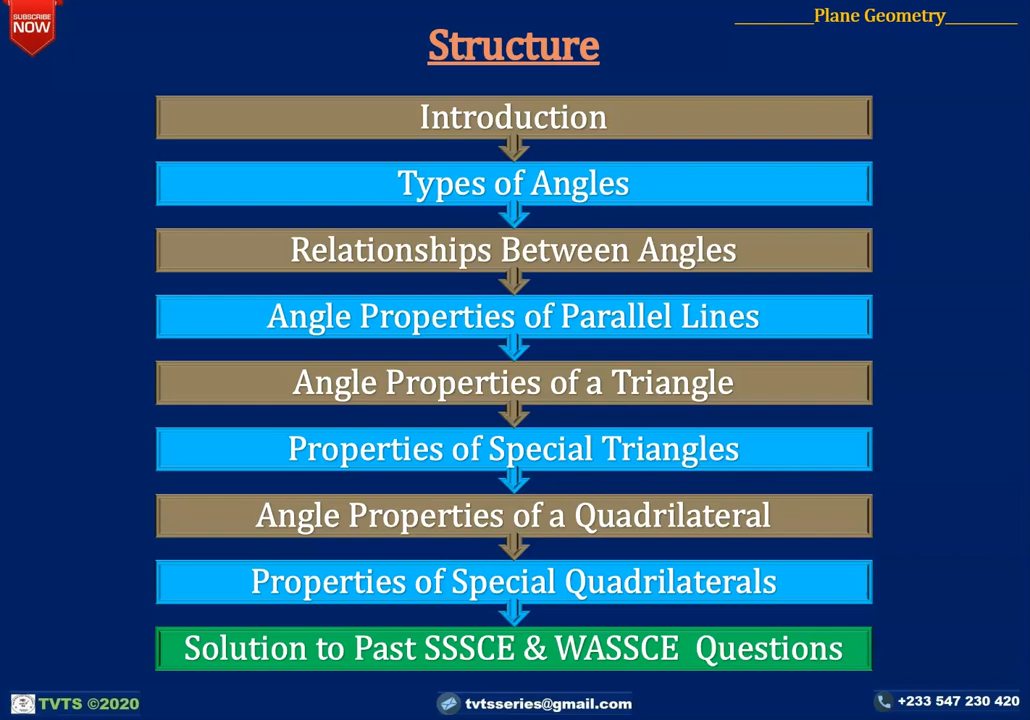 SUBSCRIBE
NOW
_________Plane Geometry________
Structure
Introduction
Types of Angles
Relationships Between Angles
Angle Properties of Parallel Lines
Angle Properties of a Triangle
Properties of Special Triangles
Angle Properties of a Quadrilateral
Properties of Special Quadrilaterals
Solution to Past SSSCE & WASSCE Questions
TVTS ©2020
tvtsseries@gmail.com
+233 547 230 420